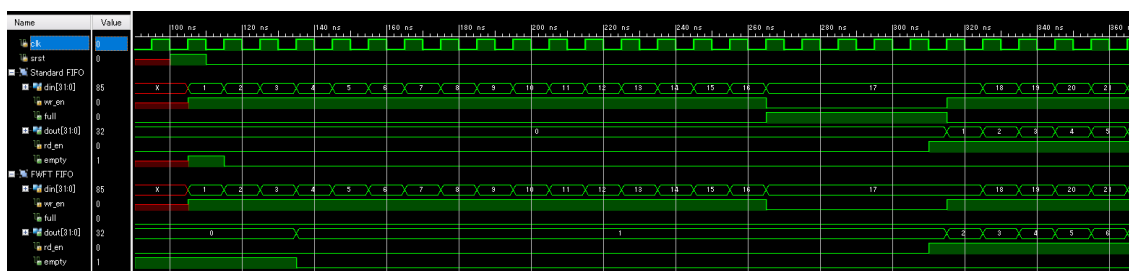 Name Value
100 ns 120 ns 140 ns 160 ns 180 ns 200 ns 220 ns 240 ns 260 ns 280 ns 300 ns 320 ns 340 ns 360
clk 0
srst 0
Standard FIFO
din[31:0] 85 X 1 2 3 4 5 6 7 8 9 10 11 12 13 14 15 16 17 18 19 20 21
wr_en 0
full 0
dout[31:0] 32 0 1 2 3 4 5
rd_en 0
empty 1
FWFT FIFO
din[31:0] 85 X 1 2 3 4 5 6 7 8 9 10 11 12 13 14 15 16 17 18 19 20 21
wr_en 0
full 0
dout[31:0] 32 0 1 2 3 4 5 6
rd_en 0
empty 1